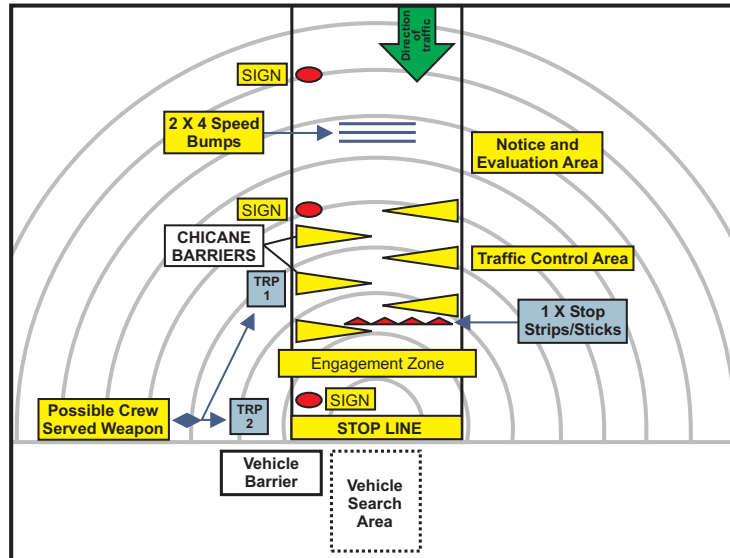 Direction
of
traffic
SIGN
2 X 4 Speed
Bumps
Notice and
Evaluation Area
SIGN
CHICANE
BARRIERS
Traffic Control Area
TRP
1
1 X Stop
Strips/Sticks
Engagement Zone
SIGN
Possible Crew
Served Weapon
TRP
2
STOP LINE
Vehicle
Barrier
Vehicle
Search
Area